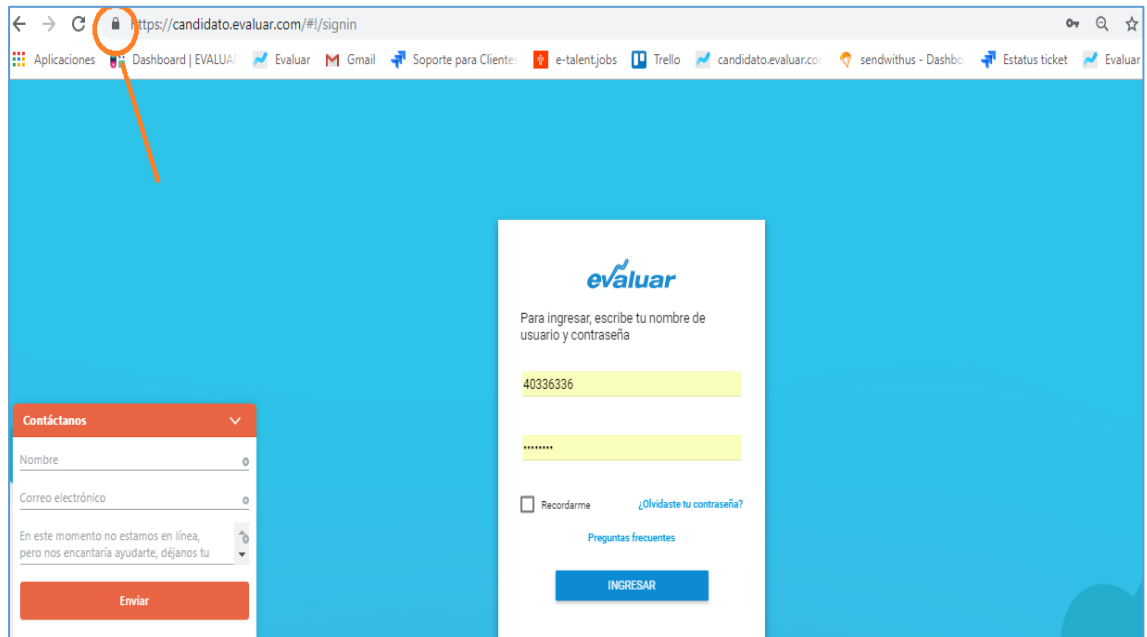 https://candidato.evaluar.com/#!/signin
Aplicaciones Dashboard | EVALUA Evaluar Gmail Soporte para Cliente: e-talent.jobs Trello candidato.evaluar.co sendwithus - Dashbo Estatus ticket Evaluar
evaluar
Para ingresar, escribe tu nombre de
usuario y contraseña
40336336
••••••••
Recordarme ¿Olvidaste tu contraseña?
Preguntas frecuentes
INGRESAR
Contáctanos
Nombre
Correo electrónico
En este momento no estamos en línea,
pero nos encantaría ayudarte, déjanos tu
Enviar